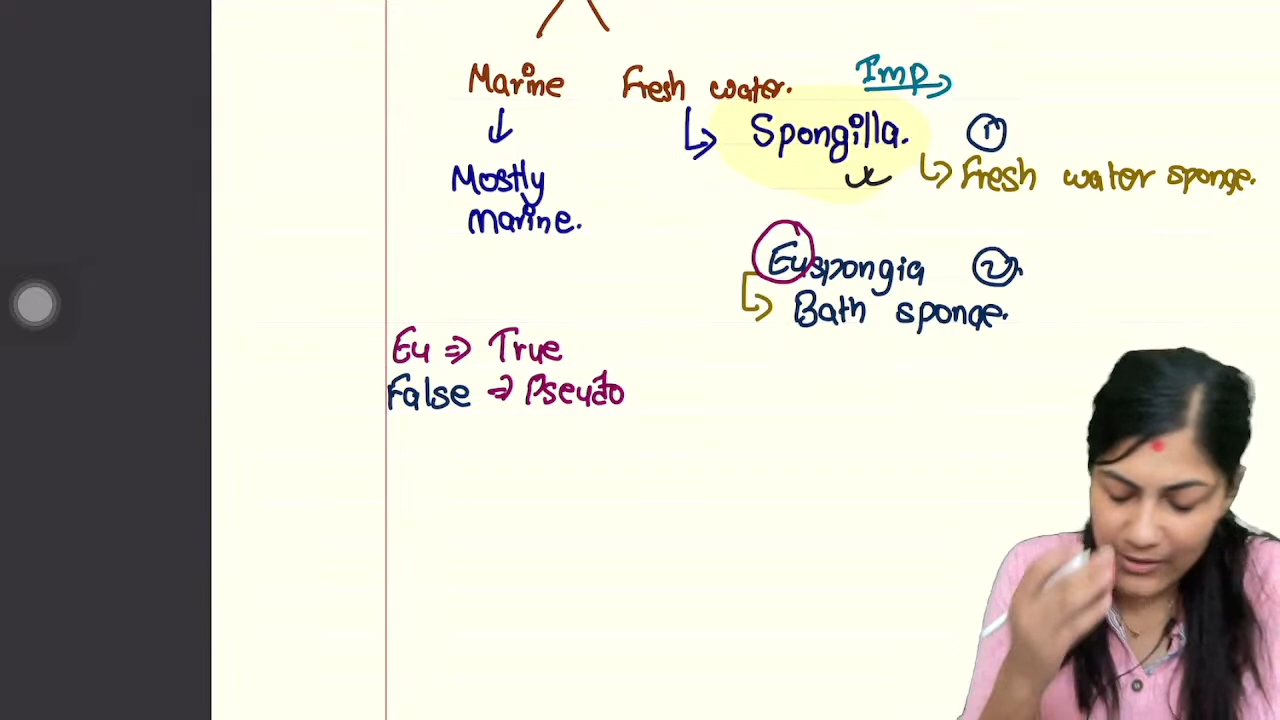 Marine Fresh water. Imp
Spongilla. 1
Mostly Fresh water sponge.
marine.
Euspongia 2
Bath sponge.
Eu ⇒ True
False ⇒ Pseudo